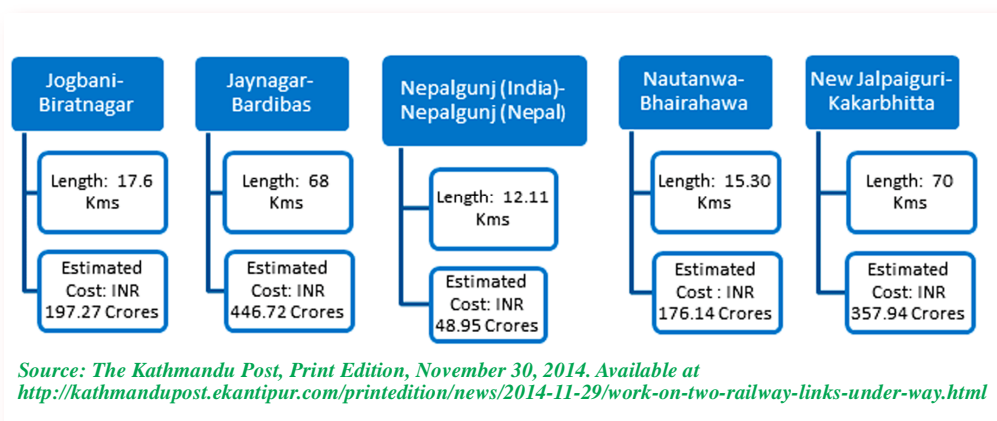 Jogbani-
Biratnagar
Length: 17.6
Kms
Estimated
Cost: INR
197.27 Crores
Jaynagar-
Bardibas
Length: 68
Kms
Estimated
Cost: INR
446.72 Crores
Nepalgunj (India)-
Nepalgunj (Nepal)
Length: 12.11
Kms
Estimated
Cost: INR
48.95 Crores
Nautanwa-
Bhairahawa
Length: 15.30
Kms
Estimated
Cost : INR
176.14 Crores
New Jalpaiguri-
Kakarbhitta
Length: 70
Kms
Estimated
Cost: INR
357.94 Crores
Source: The Kathmandu Post, Print Edition, November 30, 2014. Available at
http://kathmandupost.ekantipur.com/printedition/news/2014-11-29/work-on-two-railway-links-under-way.html